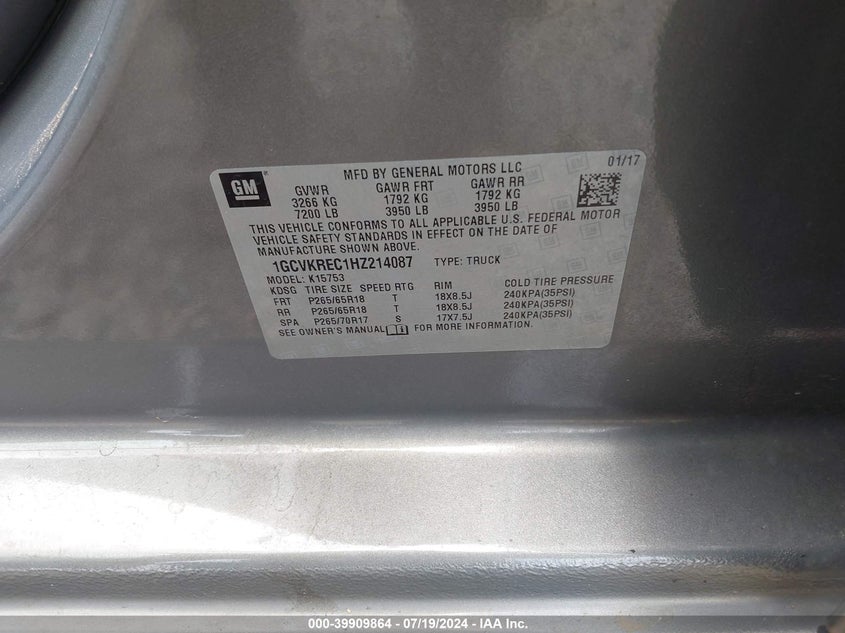 GM
MFD BY GENERAL MOTORS LLC 01/17
GVWR GAWR FRT GAWR RR
3266 KG 1792 KG 1792 KG
7200 LB 3950 LB 3950 LB
THIS VEHICLE CONFORMS TO ALL APPLICABLE U.S. FEDERAL MOTOR
VEHICLE SAFETY STANDARDS IN EFFECT ON THE DATE OF
MANUFACTURE SHOWN ABOVE.
1GCVKREC1HZ214087 TYPE: TRUCK
MODEL: K15753
KDSG TIRE SIZE SPEED RTG RIM COLD TIRE PRESSURE
FRT P265/65R18 T 18X8.5J 240KPA(35PSI)
RR P265/65R18 T 18X8.5J 240KPA(35PSI)
SPA P265/70R17 S 17X7.5J 240KPA(35PSI)
SEE OWNER'S MANUAL FOR MORE INFORMATION.
000-39909864 - 07/19/2024 - IAA Inc.